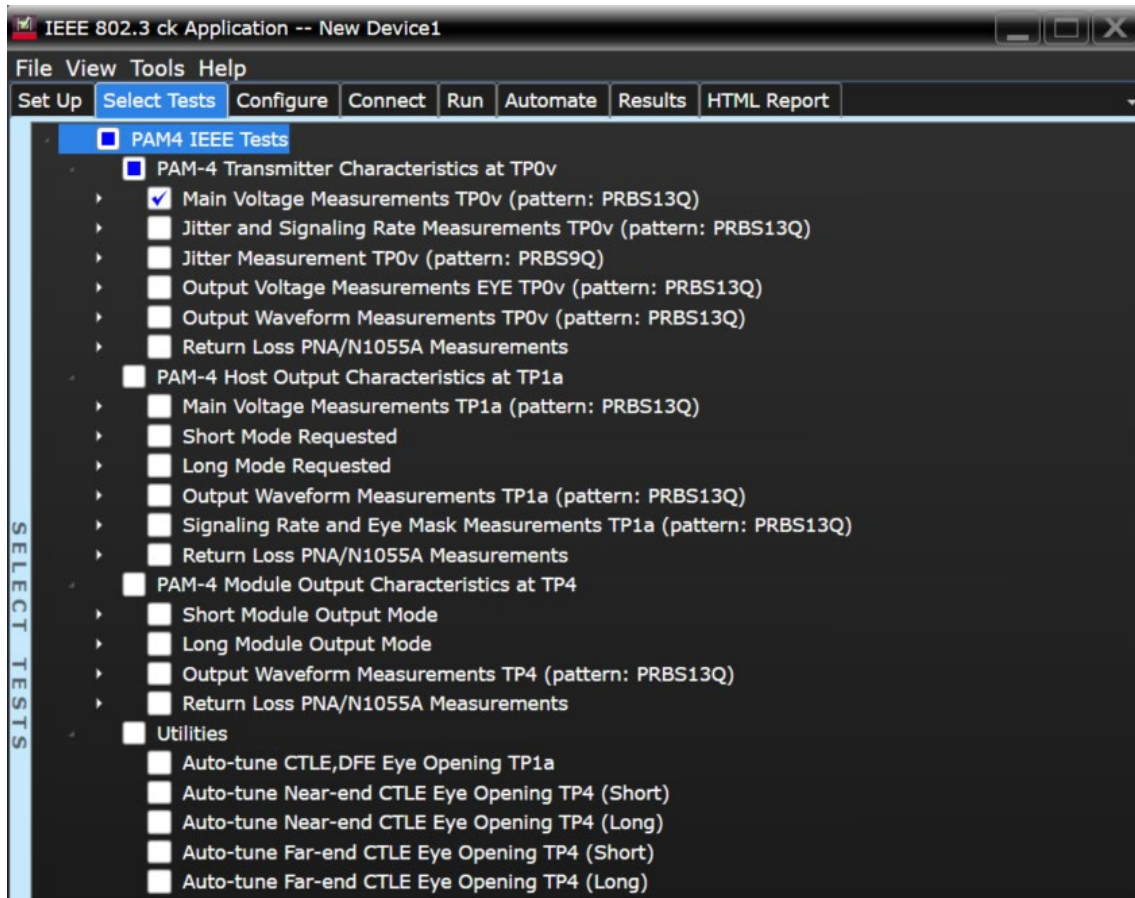 IEEE 802.3 ck Application -- New Device1
File View Tools Help
Set Up Select Tests Configure Connect Run Automate Results HTML Report
SELECT TESTS
PAM4 IEEE Tests
PAM-4 Transmitter Characteristics at TP0v
Main Voltage Measurements TP0v (pattern: PRBS13Q)
Jitter and Signaling Rate Measurements TP0v (pattern: PRBS13Q)
Jitter Measurement TP0v (pattern: PRBS9Q)
Output Voltage Measurements EYE TP0v (pattern: PRBS13Q)
Output Waveform Measurements TP0v (pattern: PRBS13Q)
Return Loss PNA/N1055A Measurements
PAM-4 Host Output Characteristics at TP1a
Main Voltage Measurements TP1a (pattern: PRBS13Q)
Short Mode Requested
Long Mode Requested
Output Waveform Measurements TP1a (pattern: PRBS13Q)
Signaling Rate and Eye Mask Measurements TP1a (pattern: PRBS13Q)
Return Loss PNA/N1055A Measurements
PAM-4 Module Output Characteristics at TP4
Short Module Output Mode
Long Module Output Mode
Output Waveform Measurements TP4 (pattern: PRBS13Q)
Return Loss PNA/N1055A Measurements
Utilities
Auto-tune CTLE,DFE Eye Opening TP1a
Auto-tune Near-end CTLE Eye Opening TP4 (Short)
Auto-tune Near-end CTLE Eye Opening TP4 (Long)
Auto-tune Far-end CTLE Eye Opening TP4 (Short)
Auto-tune Far-end CTLE Eye Opening TP4 (Long)